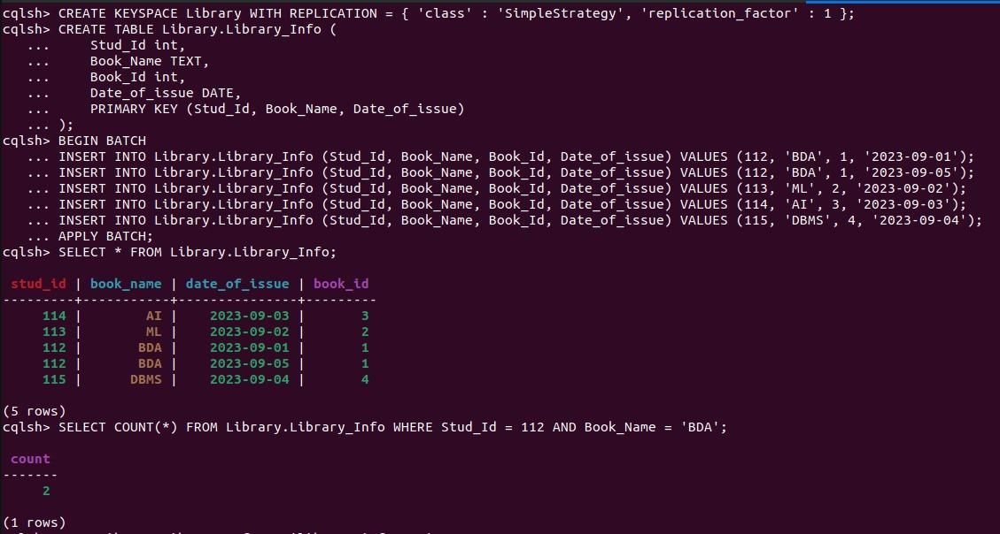 cqlsh> CREATE KEYSPACE Library WITH REPLICATION = { 'class' : 'SimpleStrategy', 'replication_factor' : 1 };
cqlsh> CREATE TABLE Library.Library_Info (
   ...     Stud_Id int,
   ...     Book_Name TEXT,
   ...     Book_Id int,
   ...     Date_of_issue DATE,
   ...     PRIMARY KEY (Stud_Id, Book_Name, Date_of_issue)
   ... );
cqlsh> BEGIN BATCH
   ... INSERT INTO Library.Library_Info (Stud_Id, Book_Name, Book_Id, Date_of_issue) VALUES (112, 'BDA', 1, '2023-09-01');
   ... INSERT INTO Library.Library_Info (Stud_Id, Book_Name, Book_Id, Date_of_issue) VALUES (112, 'BDA', 1, '2023-09-05');
   ... INSERT INTO Library.Library_Info (Stud_Id, Book_Name, Book_Id, Date_of_issue) VALUES (113, 'ML', 2, '2023-09-02');
   ... INSERT INTO Library.Library_Info (Stud_Id, Book_Name, Book_Id, Date_of_issue) VALUES (114, 'AI', 3, '2023-09-03');
   ... INSERT INTO Library.Library_Info (Stud_Id, Book_Name, Book_Id, Date_of_issue) VALUES (115, 'DBMS', 4, '2023-09-04');
   ... APPLY BATCH;
cqlsh> SELECT * FROM Library.Library_Info;
 stud_id | book_name | date_of_issue | book_id
---------+-----------+---------------+---------
     114 |        AI |    2023-09-03 |       3
     113 |        ML |    2023-09-02 |       2
     112 |       BDA |    2023-09-01 |       1
     112 |       BDA |    2023-09-05 |       1
     115 |      DBMS |    2023-09-04 |       4
(5 rows)
cqlsh> SELECT COUNT(*) FROM Library.Library_Info WHERE Stud_Id = 112 AND Book_Name = 'BDA';
 count
-------
     2
(1 rows)